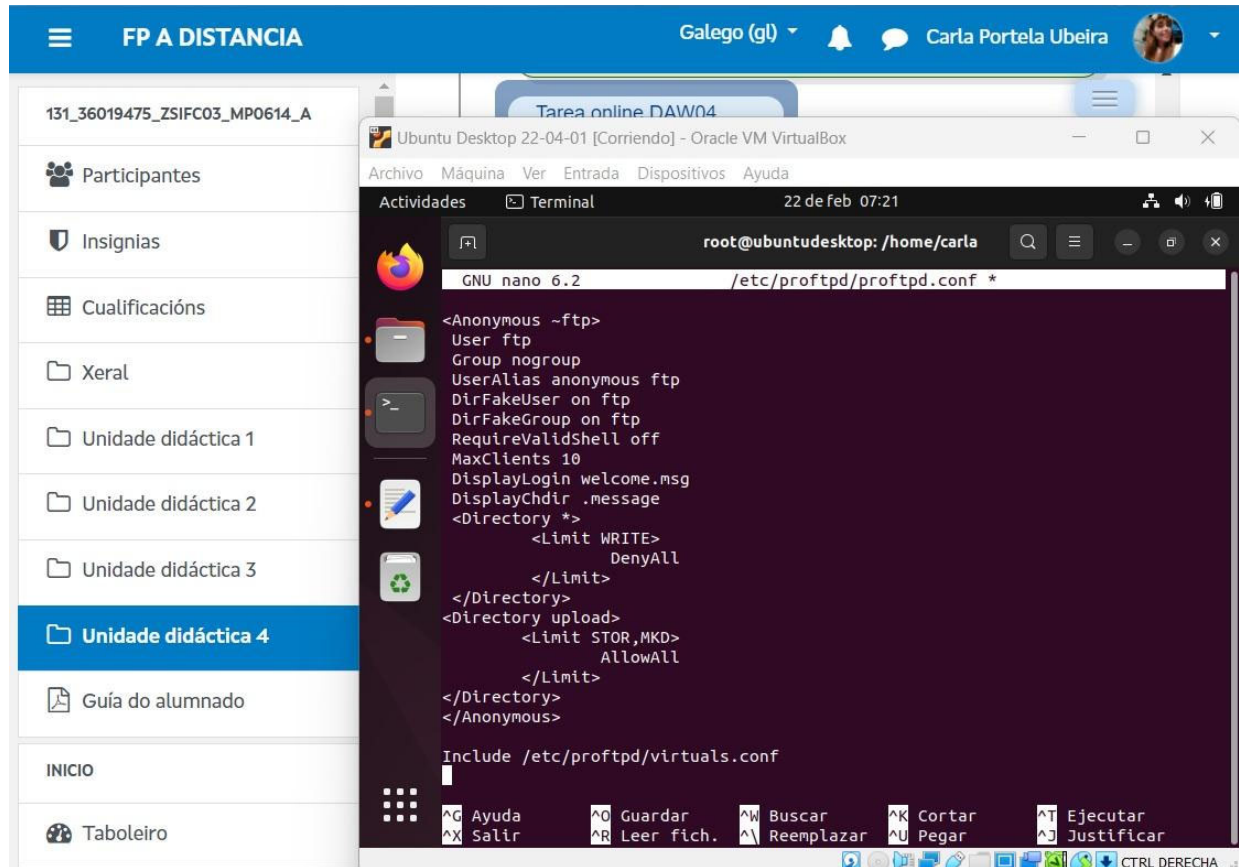 FP A DISTANCIA
Galego (gl)
Carla Portela Ubeira
131_36019475_ZSIFC03_MP0614_A
Participantes
Insignias
Cualificacións
Xeral
Unidade didáctica 1
Unidade didáctica 2
Unidade didáctica 3
Unidade didáctica 4
Guía do alumnado
INICIO
Taboleiro
Tarea online DAW04
Ubuntu Desktop 22-04-01 [Corriendo] - Oracle VM VirtualBox
Archivo Máquina Ver Entrada Dispositivos Ayuda
Actividades Terminal 22 de feb 07:21
root@ubuntudesktop: /home/carla
GNU nano 6.2 /etc/proftpd/proftpd.conf *
<Anonymous ~ftp>
User ftp
Group nogroup
UserAlias anonymous ftp
DirFakeUser on ftp
DirFakeGroup on ftp
RequireValidShell off
MaxClients 10
DisplayLogin welcome.msg
DisplayChdir .message
<Directory *>
<Limit WRITE>
DenyAll
</Limit>
</Directory>
<Directory upload>
<Limit STOR,MKD>
AllowAll
</Limit>
</Directory>
</Anonymous>
Include /etc/proftpd/virtuals.conf
^G Ayuda ^O Guardar ^W Buscar ^K Cortar ^T Ejecutar
^X Salir ^R Leer fich. ^\ Reemplazar ^U Pegar ^J Justificar
CTRL DERECHA